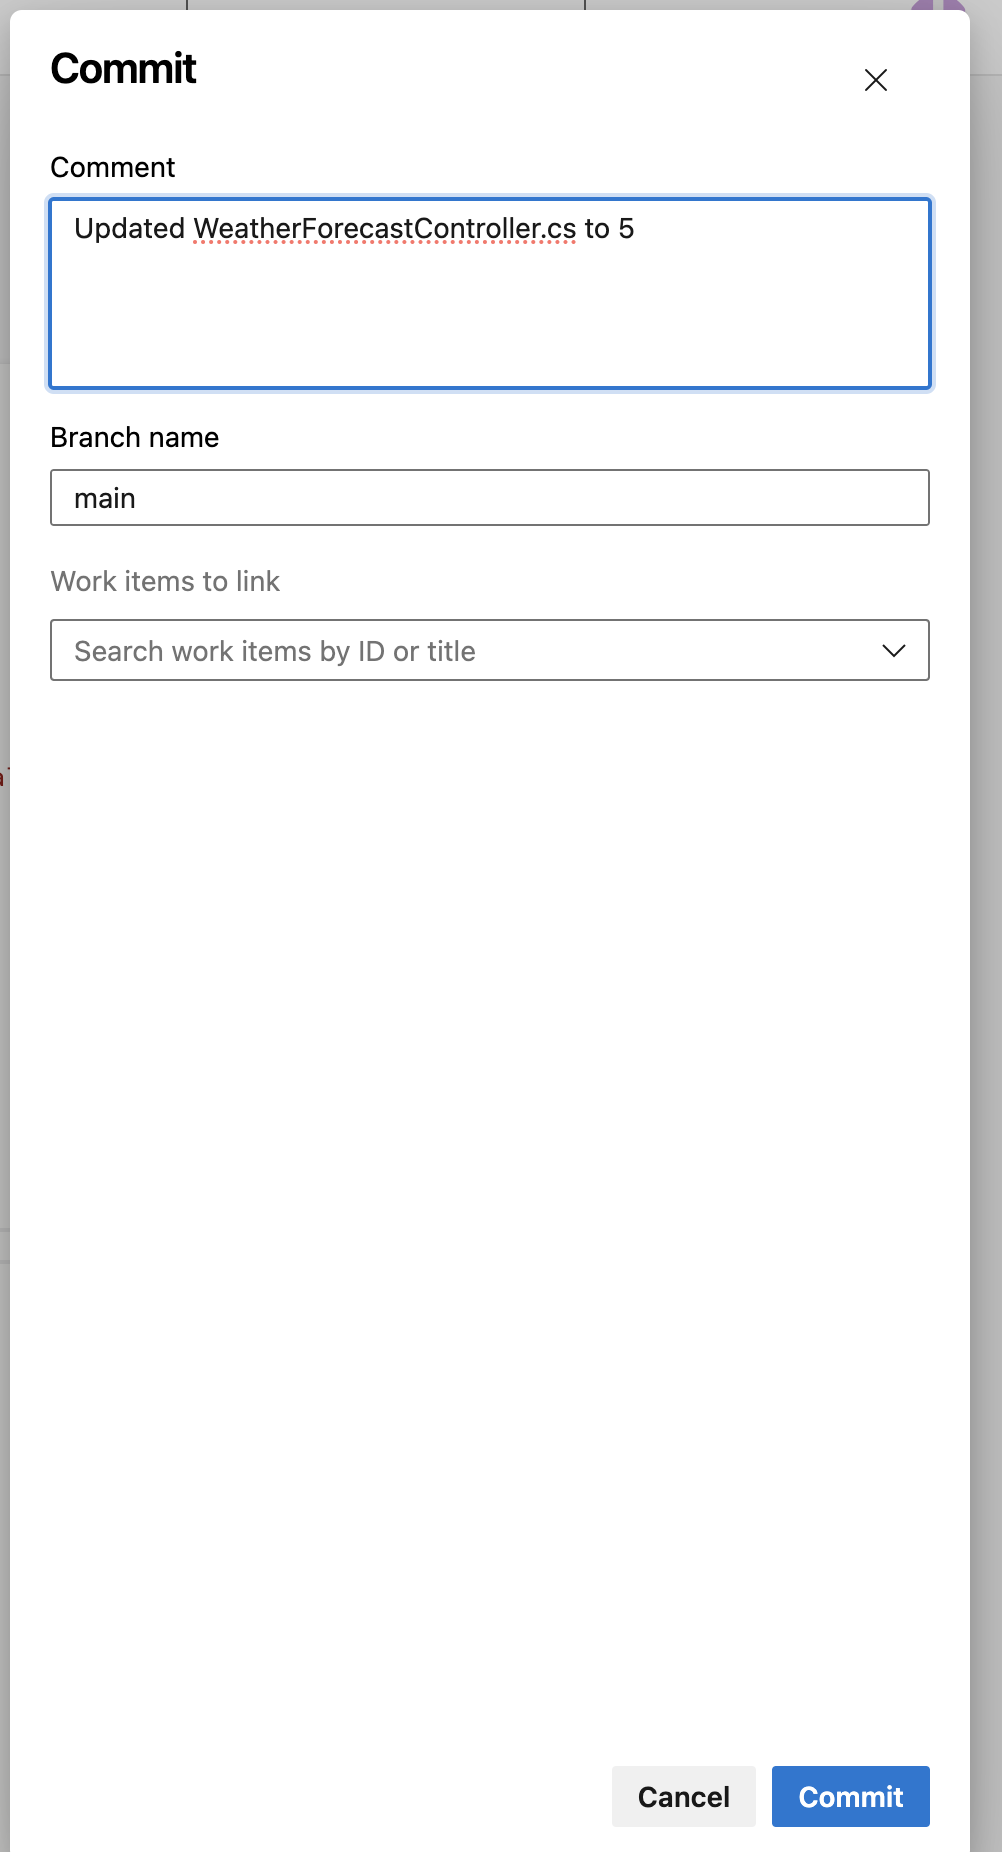 Commit
Comment
Updated WeatherForecastController.cs to 5
Branch name
main
Work items to link
Search work items by ID or title
Cancel
Commit